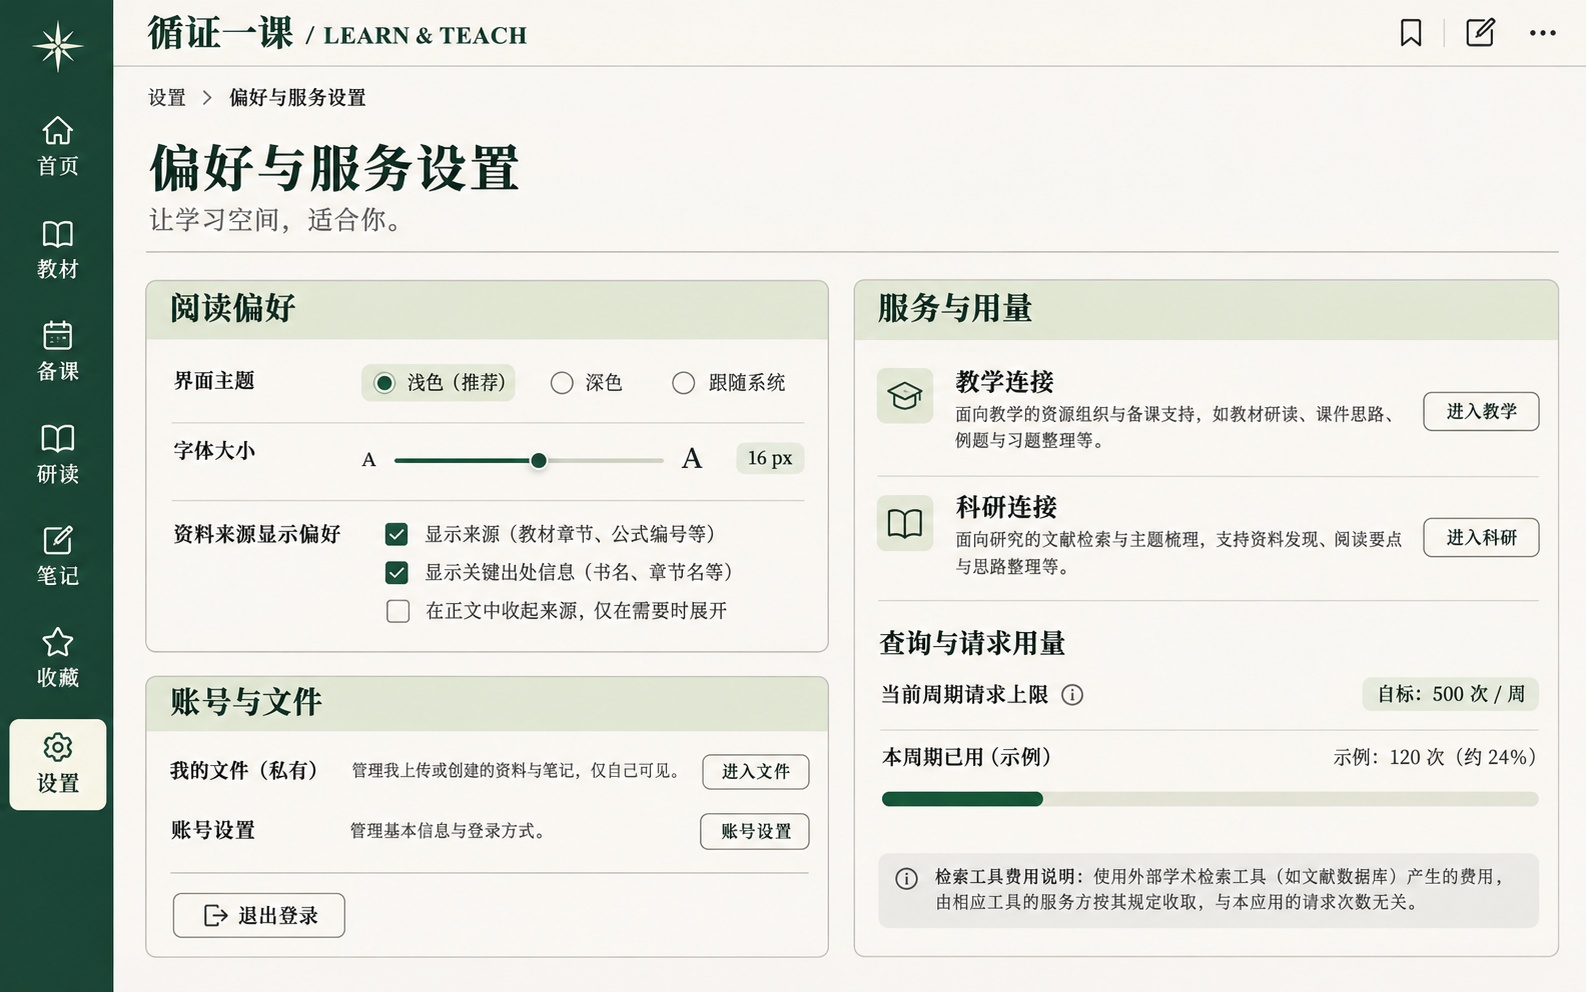 循证一课 / LEARN & TEACH
首页
教材
备课
研读
笔记
收藏
设置
设置 > 偏好与服务设置
偏好与服务设置
让学习空间，适合你。
阅读偏好
界面主题
浅色（推荐）
深色
跟随系统
字体大小
A
A
16 px
资料来源显示偏好
显示来源（教材章节、公式编号等）
显示关键出处信息（书名、章节名等）
在正文中收起来源，仅在需要时展开
账号与文件
我的文件（私有）
管理我上传或创建的资料与笔记，仅自己可见。
进入文件
账号设置
管理基本信息与登录方式。
账号设置
退出登录
服务与用量
教学连接
面向教学的资源组织与备课支持，如教材研读、课件思路、
例题与习题整理等。
进入教学
科研连接
面向研究的文献检索与主题梳理，支持资料发现、阅读要点
与思路整理等。
进入科研
查询与请求用量
当前周期请求上限
自标：500 次 / 周
本周期已用（示例）
示例：120 次（约 24%）
检索工具费用说明：使用外部学术检索工具（如文献数据库）产生的费用，
由相应工具的服务方按其规定收取，与本应用的请求次数无关。